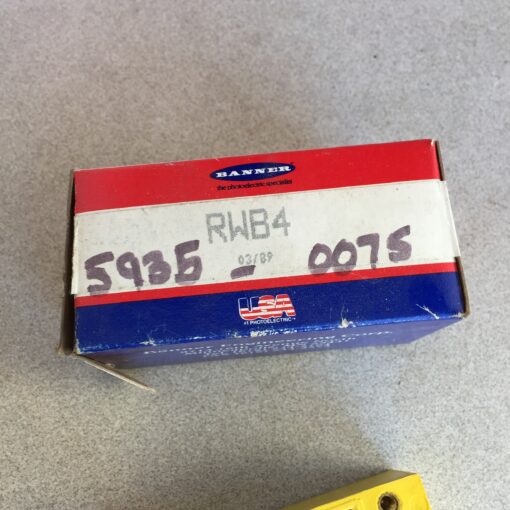 BANNER
the photoelectric specialist
RWB4
03/89
5935 - 0075
USA
#1 PHOTOELECTRIC